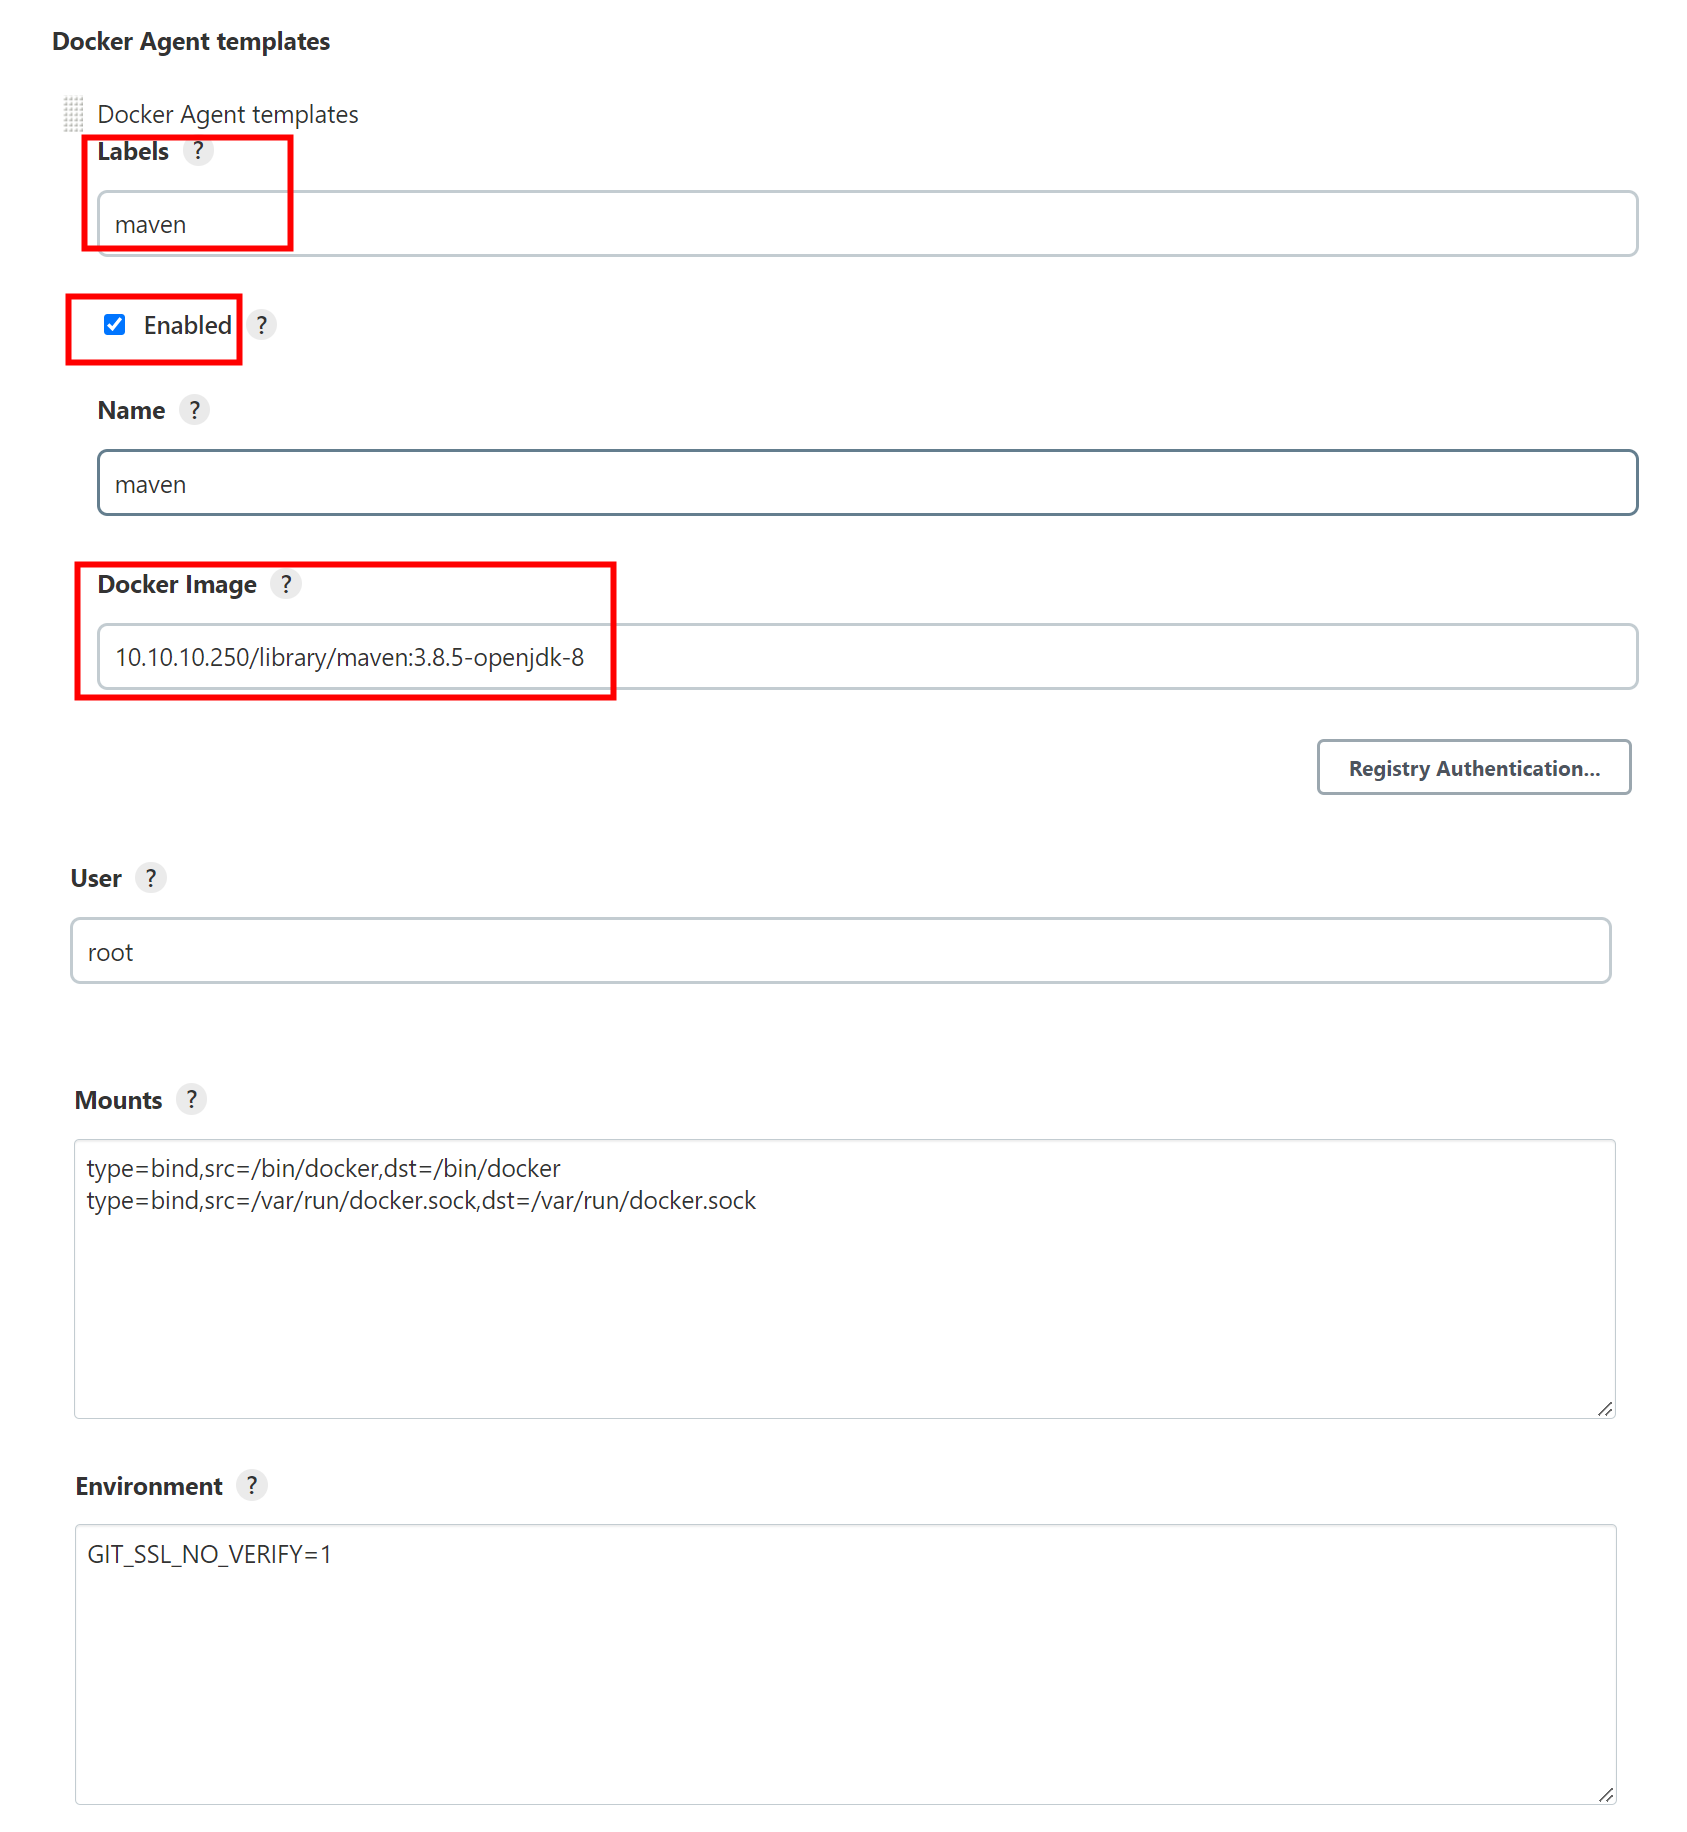 Docker Agent templates
Docker Agent templates
Labels ?
maven
Enabled ?
Name ?
maven
Docker Image ?
10.10.10.250/library/maven:3.8.5-openjdk-8
Registry Authentication...
User ?
root
Mounts ?
type=bind,src=/bin/docker,dst=/bin/docker
type=bind,src=/var/run/docker.sock,dst=/var/run/docker.sock
Environment ?
GIT_SSL_NO_VERIFY=1